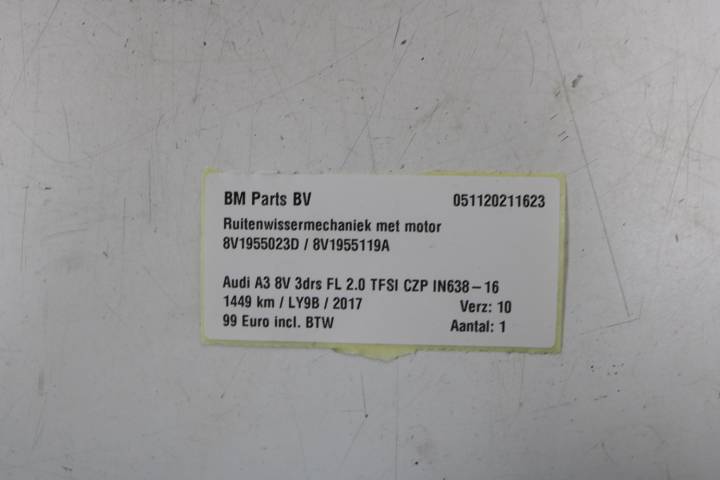 BM Parts BV 051120211623
Ruitenwissermechaniek met motor
8V1955023D / 8V1955119A
Audi A3 8V 3drs FL 2.0 TFSI CZP IN638-16
1449 km / LY9B / 2017 Verz: 10
99 Euro incl. BTW Aantal: 1